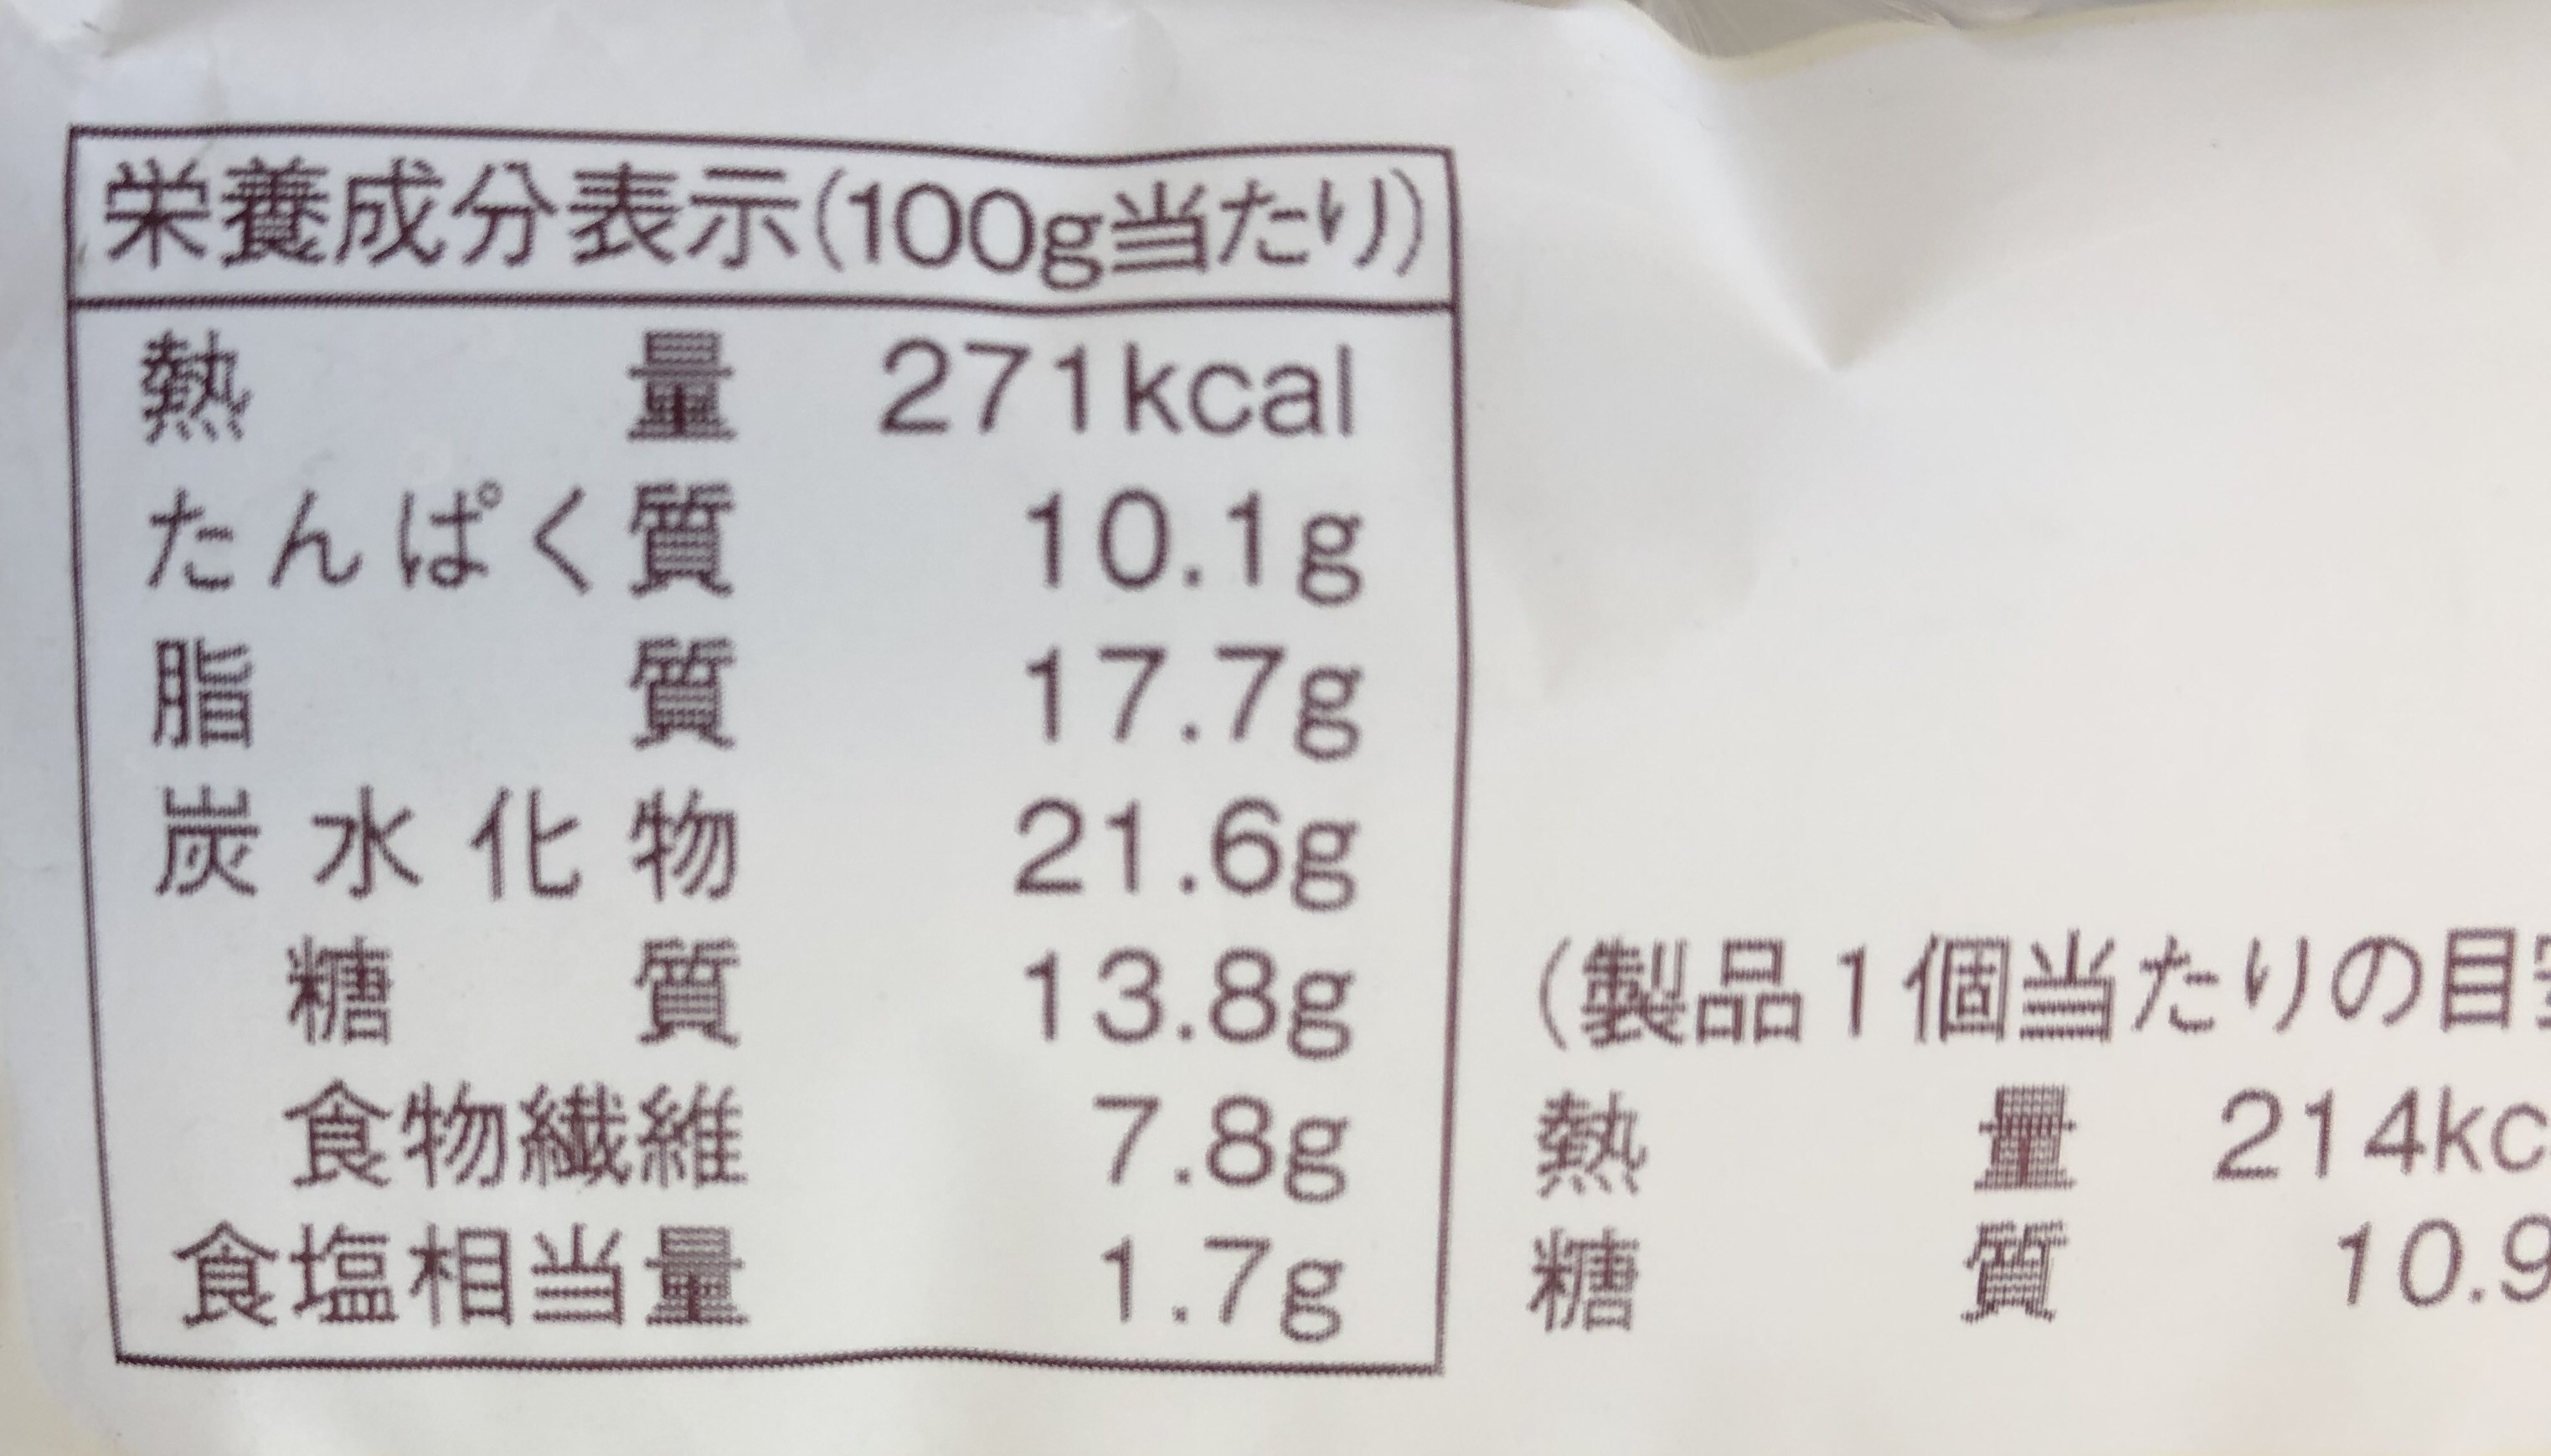 栄養成分表示(100g当たり)
熱量 271kcal
たんぱく質 10.1g
脂質 17.7g
炭水化物 21.6g
糖質 13.8g
食物繊維 7.8g
食塩相当量 1.7g
(製品1個当たりの目
熱量 214kc
糖質 10.9